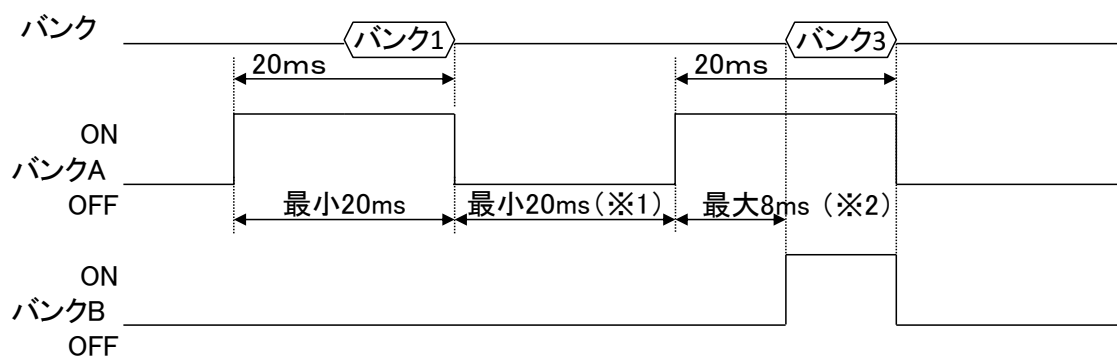 バンク
バンク1
バンク3
20ms
20ms
ON
バンクA
OFF
最小20ms
最小20ms(※1)
最大8ms (※2)
ON
バンクB
OFF